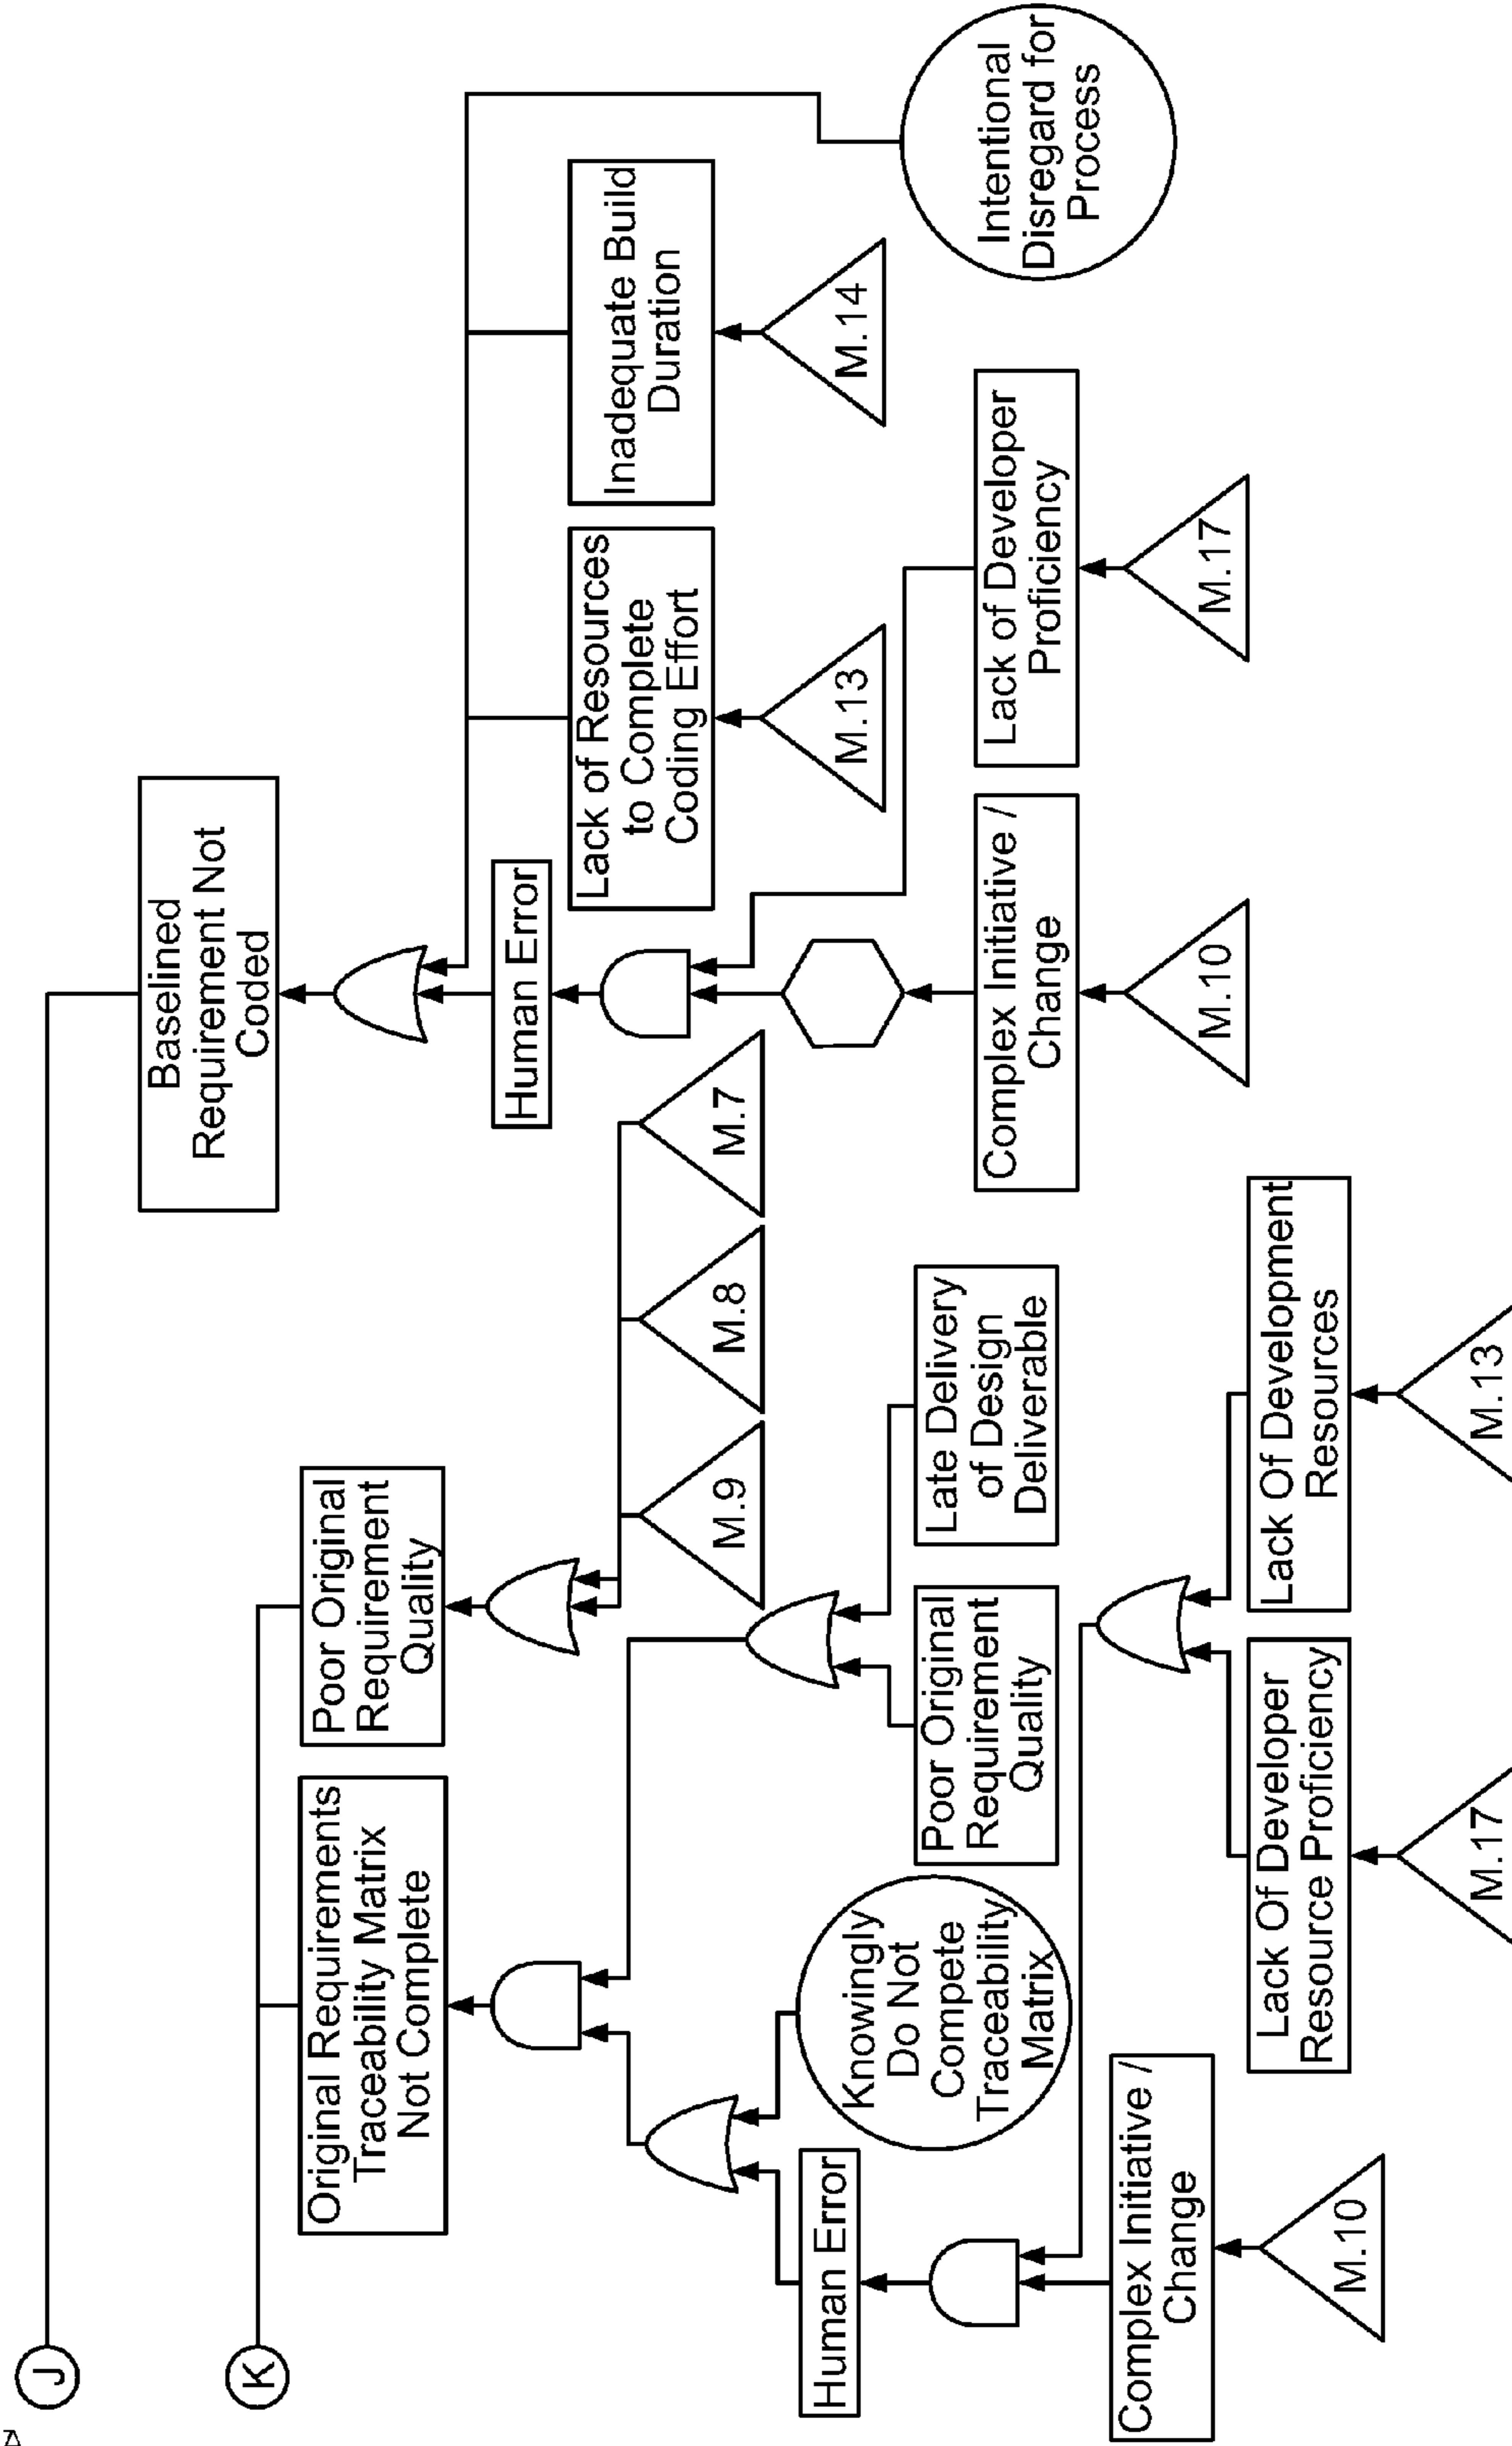 J
K
Baselined
Requirement Not
Coded
Original Requirements
Traceability Matrix
Not Complete
Poor Original
Requirement
Quality
Human Error
Lack of Resources
to Complete
Coding Effort
Inadequate Build
Duration
M.9
M.8
M.7
M.13
M.14
Human Error
Knowingly
Do Not
Compete
Traceability
Matrix
Poor Original
Requirement
Quality
Late Delivery
of Design
Deliverable
Complex Initiative /
Change
Lack of Developer
Proficiency
Intentional
Disregard for
Process
M.10
M.17
Complex Initiative /
Change
Lack Of Developer
Resource Proficiency
Lack Of Development
Resources
M.10
M.17
M.13